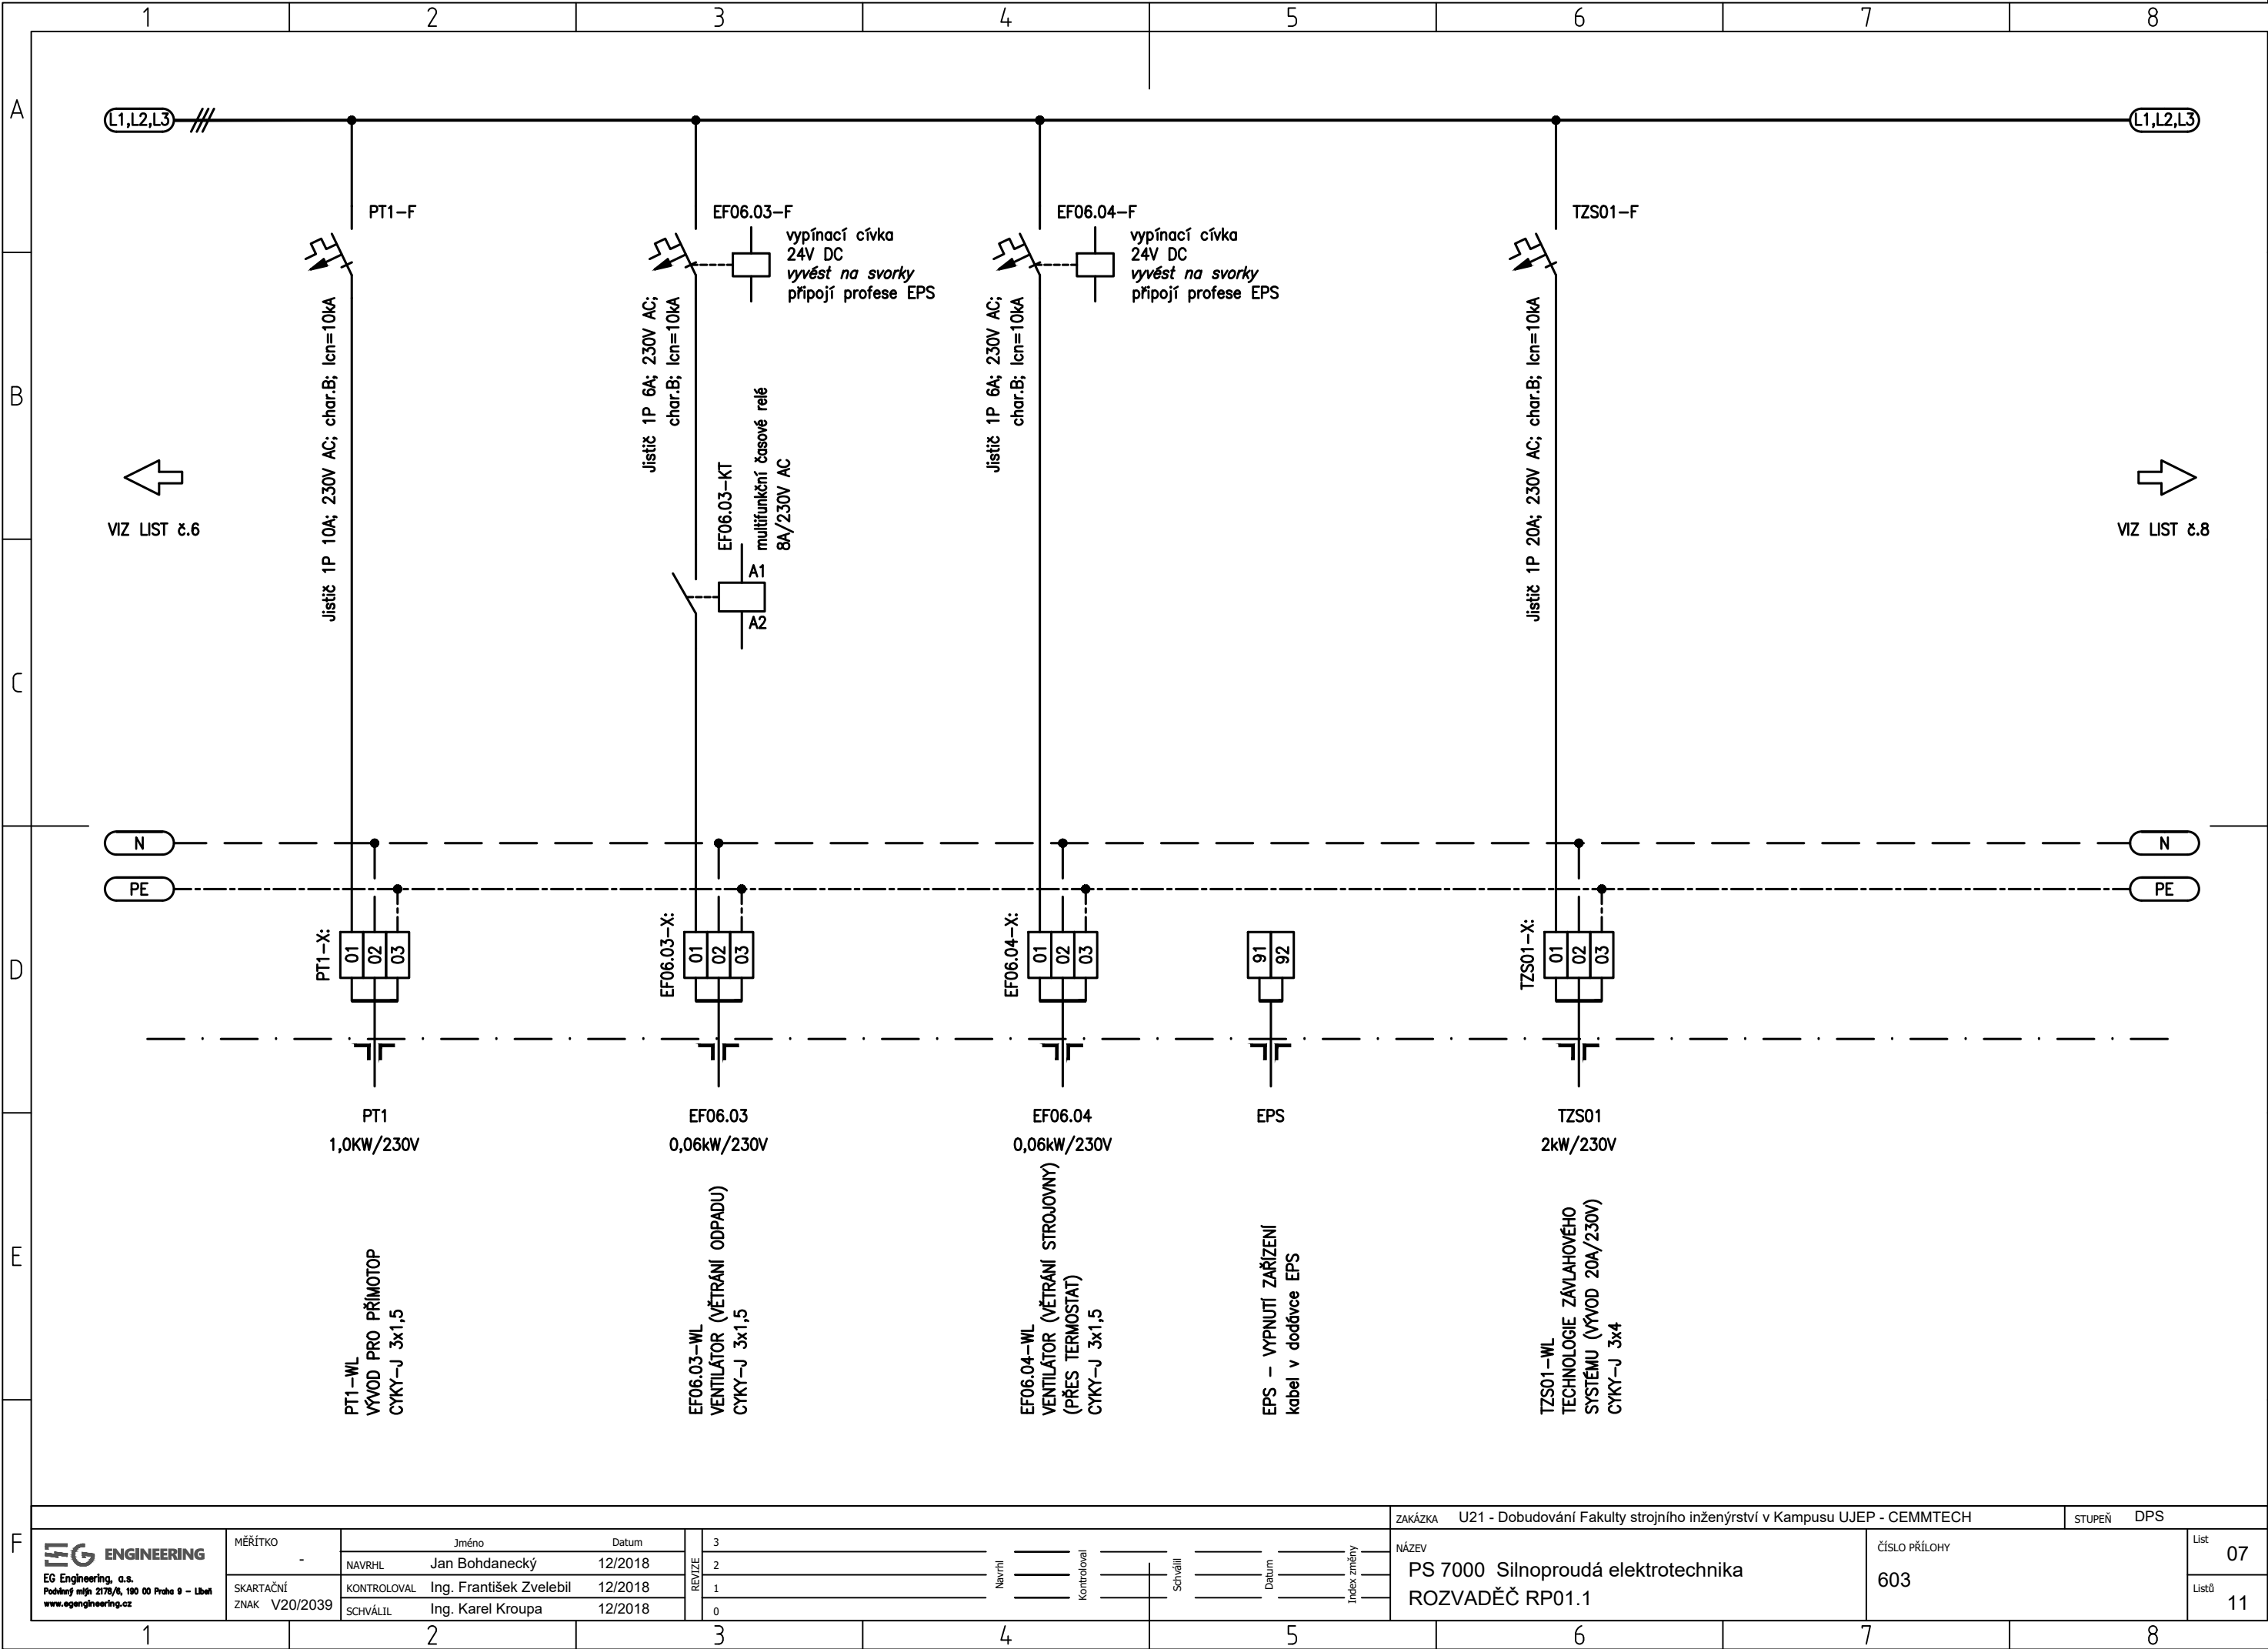 1 2 3 4 5 6 7 8
A
B
C
D
E
F
L1,L2,L3
L1,L2,L3
PT1-F
Jistič 1P 10A; 230V AC; char.B; Icn=10kA
EF06.03-F
vypínací cívka
24V DC
vyvést na svorky
připojí profese EPS
Jistič 1P 6A; 230V AC;
char.B; Icn=10kA
EF06.03-KT
multifunkční časové relé
8A/230V AC
A1
A2
EF06.04-F
vypínací cívka
24V DC
vyvést na svorky
připojí profese EPS
Jistič 1P 6A; 230V AC;
char.B; Icn=10kA
TZS01-F
Jistič 1P 20A; 230V AC; char.B; Icn=10kA
VIZ LIST č.6
VIZ LIST č.8
N
N
PE
PE
PT1-X:
01
02
03
EF06.03-X:
01
02
03
EF06.04-X:
01
02
03
91
92
TZS01-X:
01
02
03
PT1
1,0KW/230V
EF06.03
0,06kW/230V
EF06.04
0,06kW/230V
EPS
TZS01
2kW/230V
PT1-WL
VÝVOD PRO PŘÍMOTOP
CYKY-J 3x1,5
EF06.03-WL
VENTILÁTOR (VĚTRÁNÍ ODPADU)
CYKY-J 3x1,5
EF06.04-WL
VENTILÁTOR (VĚTRÁNÍ STROJOVNY)
(PŘES TERMOSTAT)
CYKY-J 3x1,5
EPS - VYPNUTÍ ZAŘÍZENÍ
kabel v dodávce EPS
TZS01-WL
TECHNOLOGIE ZÁVLAHOVÉHO
SYSTÉMU (VÝVOD 20A/230V)
CYKY-J 3x4
EG ENGINEERING
EG Engineering, a.s.
Podvinný mlýn 2178/6, 190 00 Praha 9 - Libeň
www.egengineering.cz
MĚŘÍTKO
-
SKARTAČNÍ
ZNAK V20/2039
Jméno Datum
NAVRHL Jan Bohdanecký 12/2018
KONTROLOVAL Ing. František Zvelebil 12/2018
SCHVÁLIL Ing. Karel Kroupa 12/2018
REVIZE
3
2
1
0
Navrhl
Kontroloval
Schválil
Datum
Index změny
ZAKÁZKA U21 - Dobudování Fakulty strojního inženýrství v Kampusu UJEP - CEMMTECH
STUPEŇ DPS
NÁZEV
PS 7000 Silnoproudá elektrotechnika
ROZVADĚČ RP01.1
ČÍSLO PŘÍLOHY
603
List
07
Listů
11
1 2 3 4 5 6 7 8